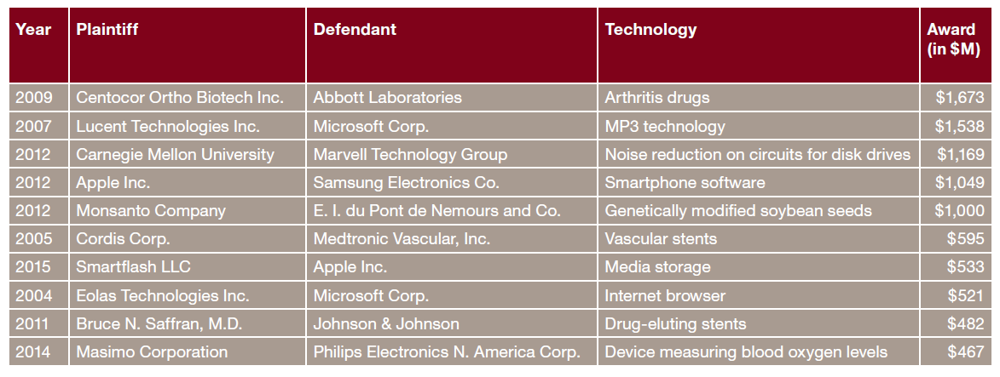 Year Plaintiff Defendant Technology Award
(in $M)
2009 Centocor Ortho Biotech Inc. Abbott Laboratories Arthritis drugs $1,673
2007 Lucent Technologies Inc. Microsoft Corp. MP3 technology $1,538
2012 Carnegie Mellon University Marvell Technology Group Noise reduction on circuits for disk drives $1,169
2012 Apple Inc. Samsung Electronics Co. Smartphone software $1,049
2012 Monsanto Company E. I. du Pont de Nemours and Co. Genetically modified soybean seeds $1,000
2005 Cordis Corp. Medtronic Vascular, Inc. Vascular stents $595
2015 Smartflash LLC Apple Inc. Media storage $533
2004 Eolas Technologies Inc. Microsoft Corp. Internet browser $521
2011 Bruce N. Saffran, M.D. Johnson & Johnson Drug-eluting stents $482
2014 Masimo Corporation Philips Electronics N. America Corp. Device measuring blood oxygen levels $467